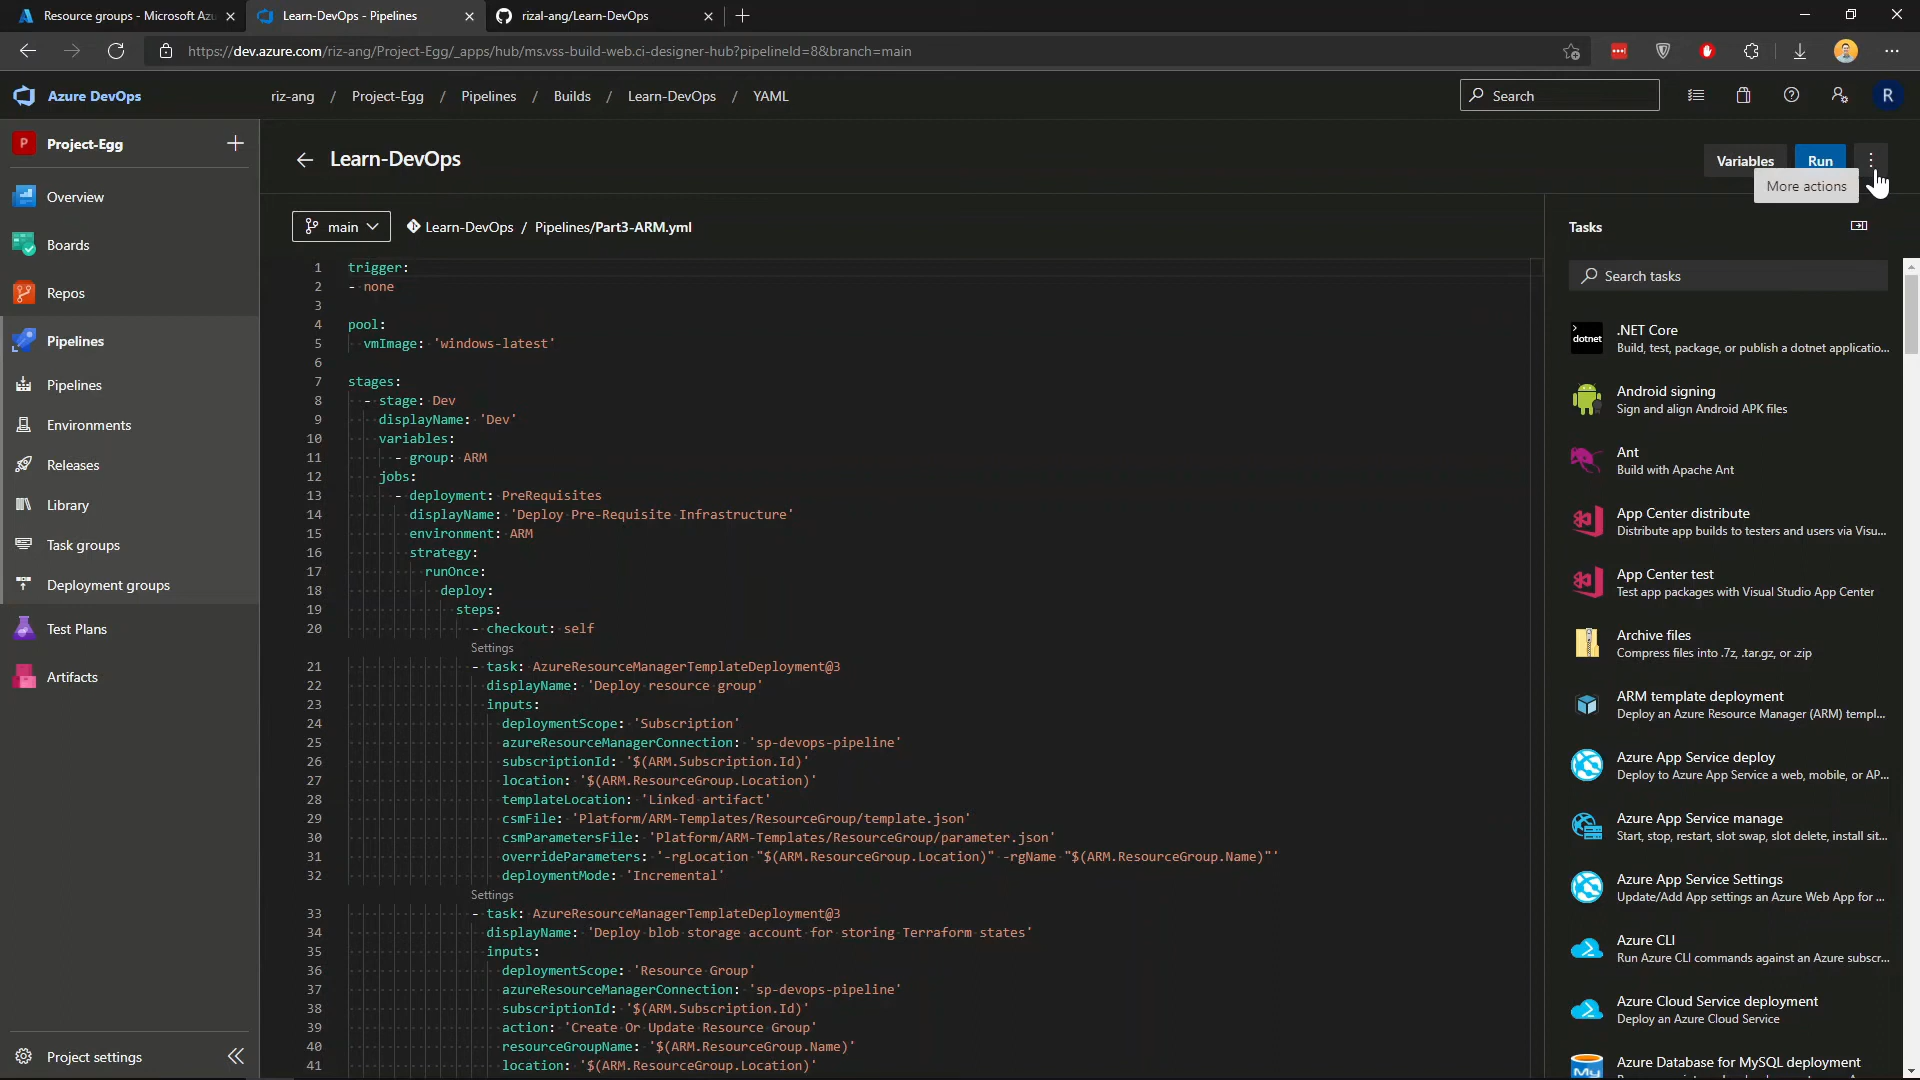 Resource groups - Microsoft Azu
Learn-DevOps - Pipelines
rizal-ang/Learn-DevOps
https://dev.azure.com/riz-ang/Project-Egg/_apps/hub/ms.vss-build-web.ci-designer-hub?pipelineId=8&branch=main
Azure DevOps
riz-ang / Project-Egg / Pipelines / Builds / Learn-DevOps / YAML
Search
R
P Project-Egg
Overview
Boards
Repos
Pipelines
Pipelines
Environments
Releases
Library
Task groups
Deployment groups
Test Plans
Artifacts
Project settings
Learn-DevOps
Variables
Run
More actions
main
Learn-DevOps / Pipelines/Part3-ARM.yml
1 trigger:
2 - none
3
4 pool:
5 vmImage: 'windows-latest'
6
7 stages:
8 - stage: Dev
9 displayName: 'Dev'
10 variables:
11 - group: ARM
12 jobs:
13 - deployment: PreRequisites
14 displayName: 'Deploy Pre-Requisite Infrastructure'
15 environment: ARM
16 strategy:
17 runOnce:
18 deploy:
19 steps:
20 - checkout: self
Settings
21 - task: AzureResourceManagerTemplateDeployment@3
22 displayName: 'Deploy resource group'
23 inputs:
24 deploymentScope: 'Subscription'
25 azureResourceManagerConnection: 'sp-devops-pipeline'
26 subscriptionId: '$(ARM.Subscription.Id)'
27 location: '$(ARM.ResourceGroup.Location)'
28 templateLocation: 'Linked artifact'
29 csmFile: 'Platform/ARM-Templates/ResourceGroup/template.json'
30 csmParametersFile: 'Platform/ARM-Templates/ResourceGroup/parameter.json'
31 overrideParameters: '-rgLocation "$(ARM.ResourceGroup.Location)" -rgName "$(ARM.ResourceGroup.Name)"'
32 deploymentMode: 'Incremental'
Settings
33 - task: AzureResourceManagerTemplateDeployment@3
34 displayName: 'Deploy blob storage account for storing Terraform states'
35 inputs:
36 deploymentScope: 'Resource Group'
37 azureResourceManagerConnection: 'sp-devops-pipeline'
38 subscriptionId: '$(ARM.Subscription.Id)'
39 action: 'Create Or Update Resource Group'
40 resourceGroupName: '$(ARM.ResourceGroup.Name)'
41 location: '$(ARM.ResourceGroup.Location)'
Tasks
Search tasks
dotnet
.NET Core
Build, test, package, or publish a dotnet applicatio...
Android signing
Sign and align Android APK files
Ant
Build with Apache Ant
App Center distribute
Distribute app builds to testers and users via Visu...
App Center test
Test app packages with Visual Studio App Center
Archive files
Compress files into .7z, .tar.gz, or .zip
ARM template deployment
Deploy an Azure Resource Manager (ARM) templ...
Azure App Service deploy
Deploy to Azure App Service a web, mobile, or AP...
Azure App Service manage
Start, stop, restart, slot swap, slot delete, install sit...
Azure App Service Settings
Update/Add App settings an Azure Web App for ...
Azure CLI
Run Azure CLI commands against an Azure subscr...
Azure Cloud Service deployment
Deploy an Azure Cloud Service
My
Azure Database for MySQL deployment